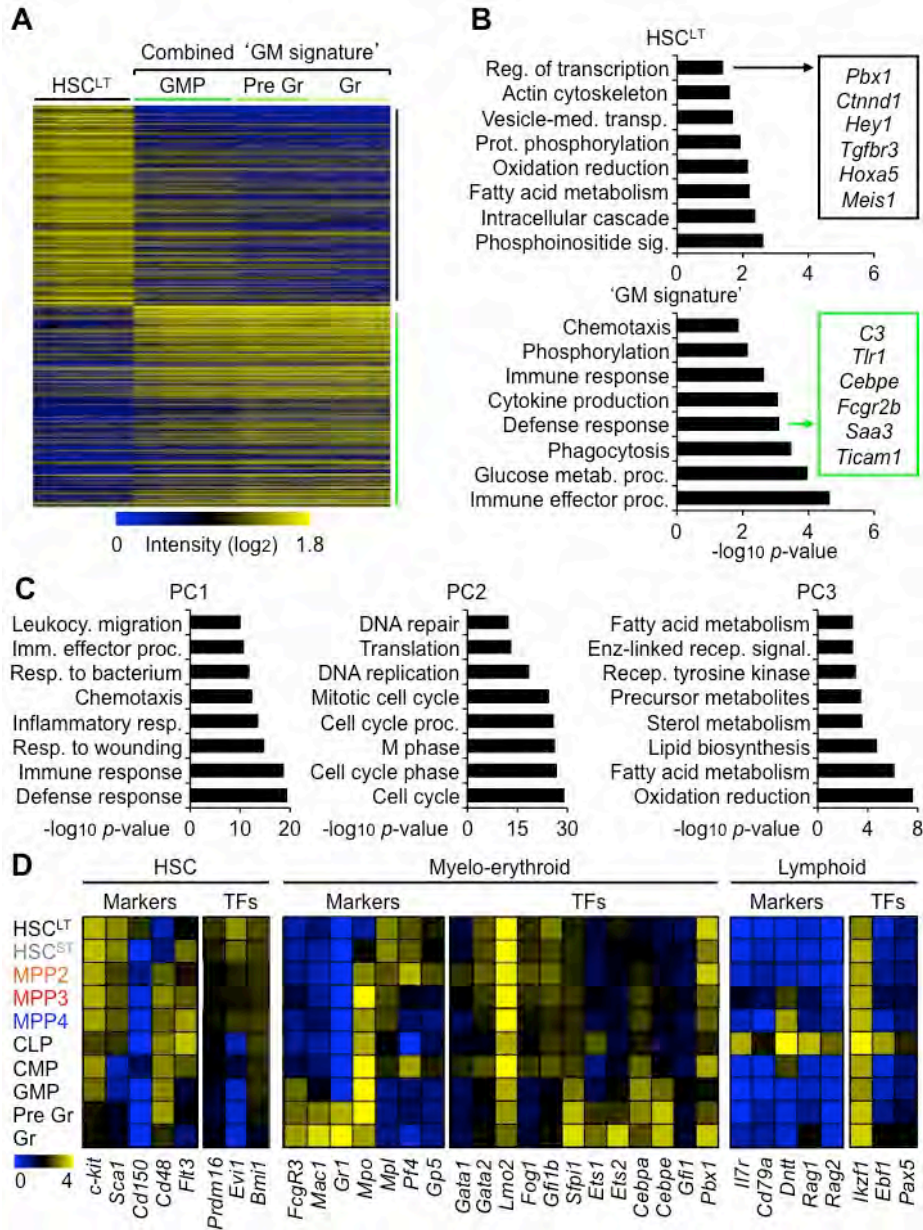 A
Combined 'GM signature'
HSCLT GMP Pre Gr Gr
0 Intensity (log2) 1.8
B
HSCLT
Reg. of transcription
Actin cytoskeleton
Vesicle-med. transp.
Prot. phosphorylation
Oxidation reduction
Fatty acid metabolism
Intracellular cascade
Phosphoinositide sig.
0 2 4 6
Pbx1
Ctnnd1
Hey1
Tgfbr3
Hoxa5
Meis1
'GM signature'
Chemotaxis
Phosphorylation
Immune response
Cytokine production
Defense response
Phagocytosis
Glucose metab. proc.
Immune effector proc.
0 2 4 6
-log10 p-value
C3
Tlr1
Cebpe
Fcgr2b
Saa3
Ticam1
C
PC1
Leukocy. migration
Imm. effector proc.
Resp. to bacterium
Chemotaxis
Inflammatory resp.
Resp. to wounding
Immune response
Defense response
-log10 p-value 0 10 20
PC2
DNA repair
Translation
DNA replication
Mitotic cell cycle
Cell cycle proc.
M phase
Cell cycle phase
Cell cycle
-log10 p-value 0 15 30
PC3
Fatty acid metabolism
Enz-linked recep. signal.
Recep. tyrosine kinase
Precursor metabolites
Sterol metabolism
Lipid biosynthesis
Fatty acid metabolism
Oxidation reduction
-log10 p-value 0 4 8
D
HSC Myelo-erythroid Lymphoid
Markers TFs Markers TFs Markers TFs
HSCLT
HSCST
MPP2
MPP3
MPP4
CLP
CMP
GMP
Pre Gr
Gr
0 4
c-kit Sca1 Cd150 Cd48 Flt3 Prdm16 Evi1 Bmi1 FcgR3 Mac1 Gr1 Mpo Mpl Pf4 Gp5 Gata1 Gata2 Lmo2 Fog1 Gfi1b Sfpi1 Ets1 Ets2 Cebpa Cebpe Gfi1 Pbx1 Il7r Cd79a Dntt Rag1 Rag2 Ikzf1 Ebf1 Pax5